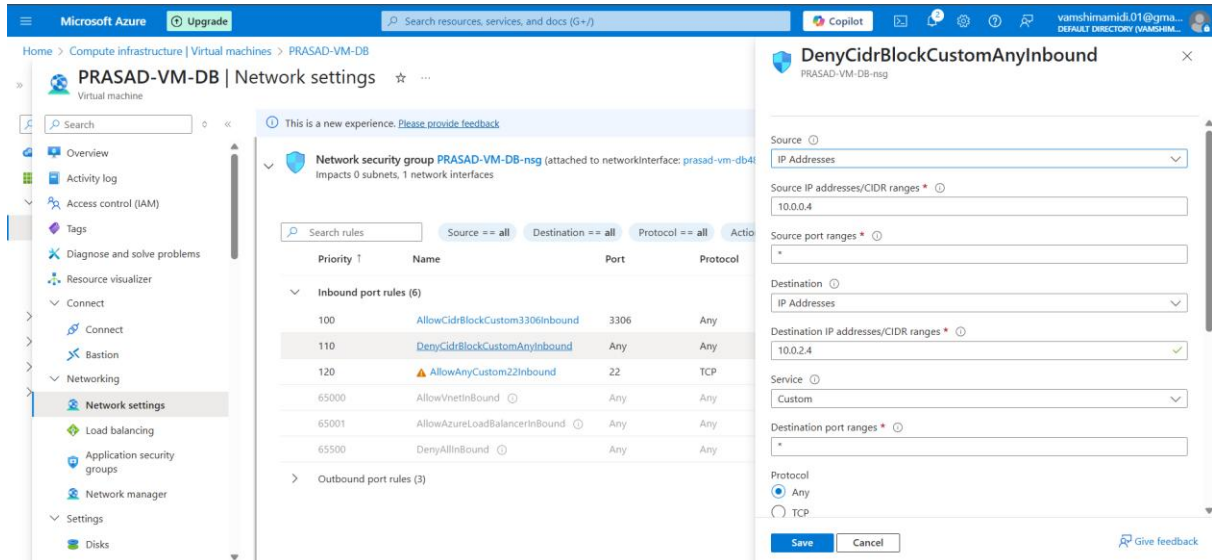 Microsoft Azure
Upgrade
Search resources, services, and docs (G+/)
Copilot
vamshimamidi.01@gma...
DEFAULT DIRECTORY (VAMSHIM...
Home > Compute infrastructure | Virtual machines > PRASAD-VM-DB
PRASAD-VM-DB | Network settings
Virtual machine
Search
Overview
Activity log
Access control (IAM)
Tags
Diagnose and solve problems
Resource visualizer
Connect
Connect
Bastion
Networking
Network settings
Load balancing
Application security
groups
Network manager
Settings
Disks
This is a new experience. Please provide feedback
Network security group PRASAD-VM-DB-nsg (attached to networkInterface: prasad-vm-db48
Impacts 0 subnets, 1 network interfaces
Search rules Source == all Destination == all Protocol == all Actio
Priority ↑ Name Port Protocol
Inbound port rules (6)
100 AllowCidrBlockCustom3306Inbound 3306 Any
110 DenyCidrBlockCustomAnyInbound Any Any
120 AllowAnyCustom22Inbound 22 TCP
65000 AllowVnetInBound Any Any
65001 AllowAzureLoadBalancerInBound Any Any
65500 DenyAllInBound Any Any
Outbound port rules (3)
DenyCidrBlockCustomAnyInbound
PRASAD-VM-DB-nsg
Source
IP Addresses
Source IP addresses/CIDR ranges *
10.0.0.4
Source port ranges *
*
Destination
IP Addresses
Destination IP addresses/CIDR ranges *
10.0.2.4
Service
Custom
Destination port ranges *
*
Protocol
Any
TCP
Save Cancel Give feedback